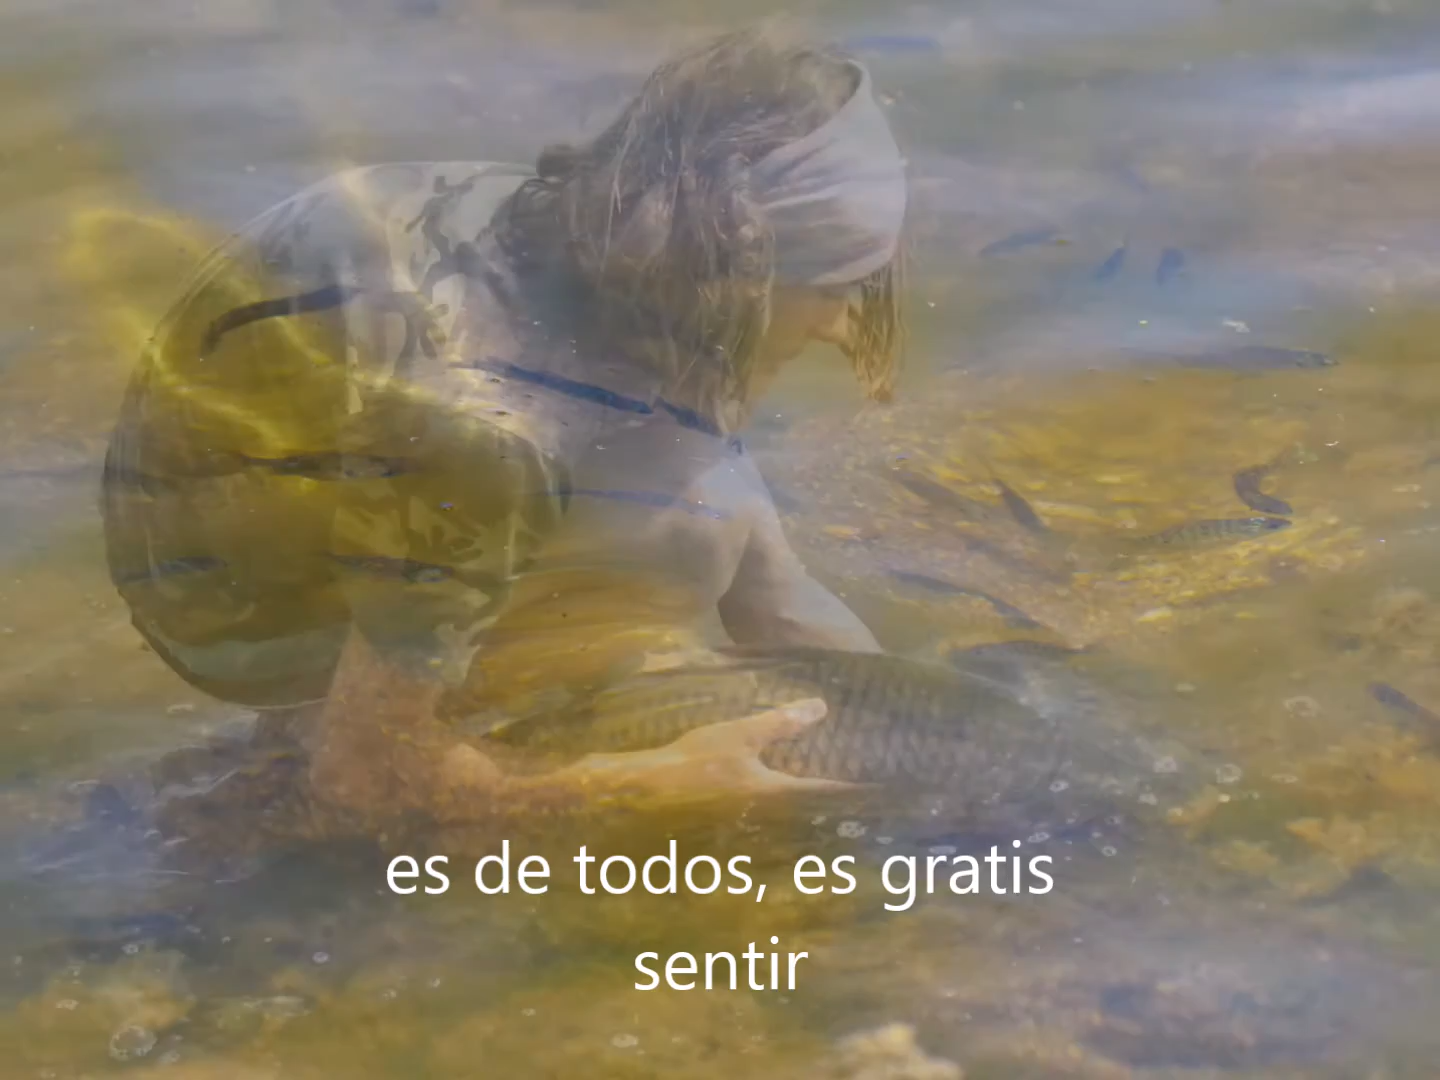 es de todos, es gratis
sentir